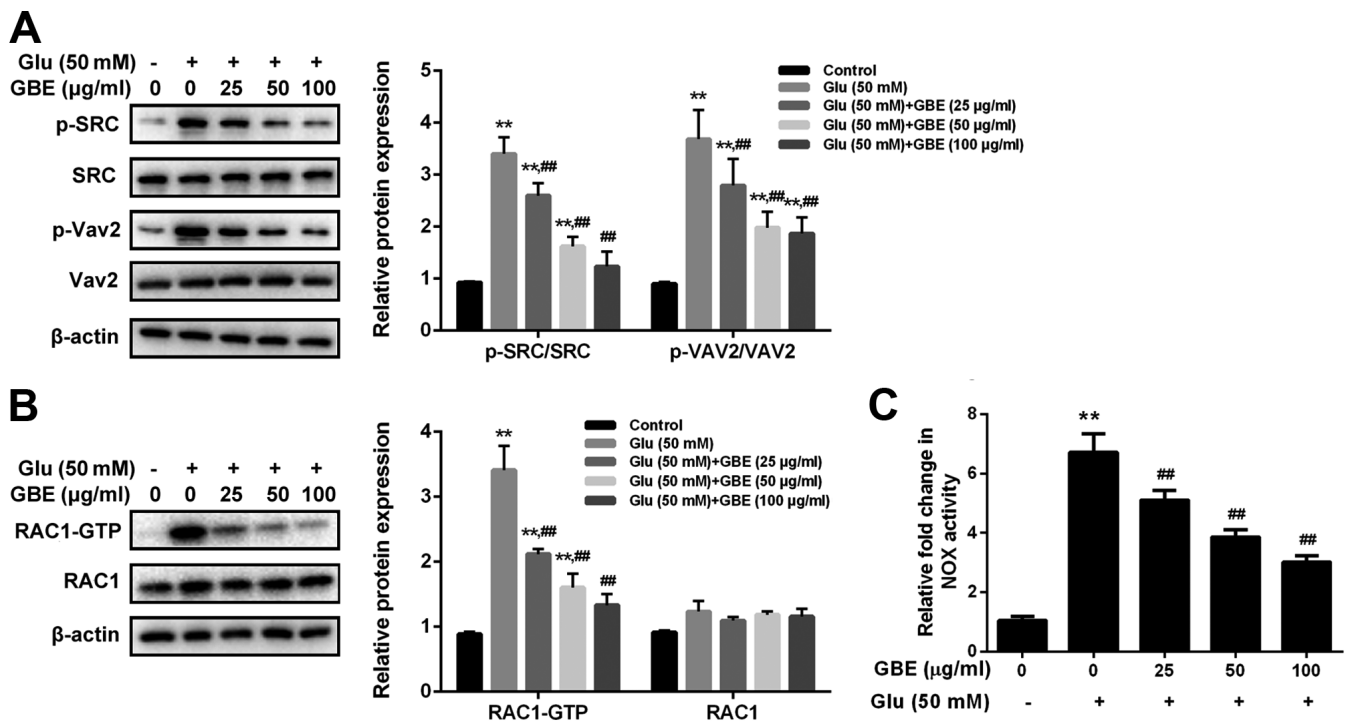 A
Glu (50 mM) - + + + +
GBE (µg/ml) 0 0 25 50 100
p-SRC
SRC
p-Vav2
Vav2
β-actin
Relative protein expression
5
4
3
2
1
0
** **,## **,## ##
** **,## **,## **,##
p-SRC/SRC p-VAV2/VAV2
Control
Glu (50 mM)
Glu (50 mM)+GBE (25 µg/ml)
Glu (50 mM)+GBE (50 µg/ml)
Glu (50 mM)+GBE (100 µg/ml)
B
Glu (50 mM) - + + + +
GBE (µg/ml) 0 0 25 50 100
RAC1-GTP
RAC1
β-actin
Relative protein expression
4
3
2
1
0
** **,## **,## ##
RAC1-GTP RAC1
Control
Glu (50 mM)
Glu (50 mM)+GBE (25 µg/ml)
Glu (50 mM)+GBE (50 µg/ml)
Glu (50 mM)+GBE (100 µg/ml)
C
Relative fold change in
NOX activity
8
6
4
2
0
** ## ## ##
GBE (µg/ml) 0 0 25 50 100
Glu (50 mM) - + + + +